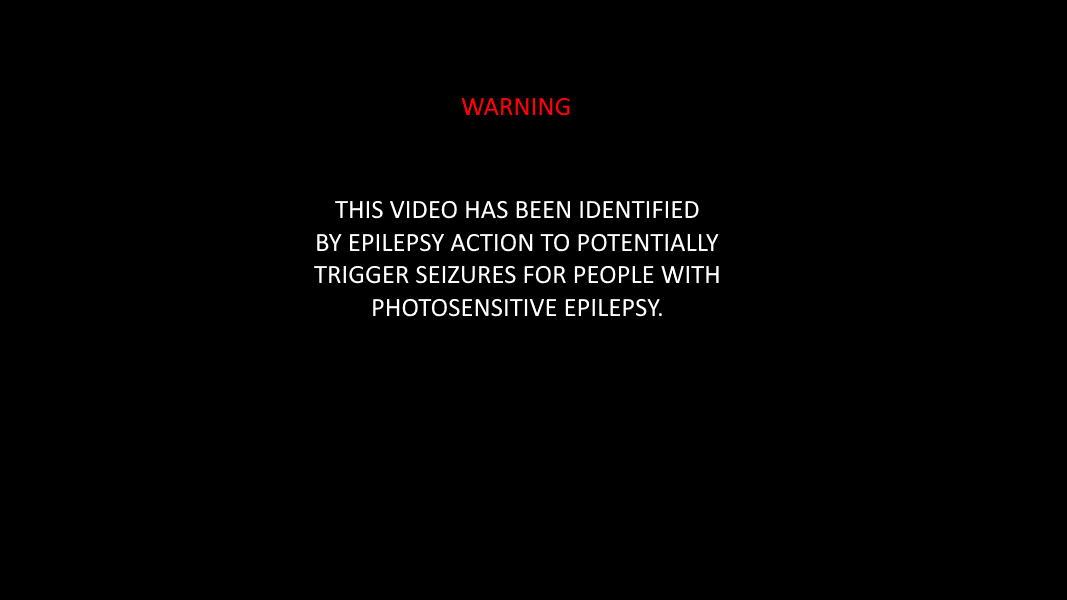 WARNING
THIS VIDEO HAS BEEN IDENTIFIED
BY EPILEPSY ACTION TO POTENTIALLY
TRIGGER SEIZURES FOR PEOPLE WITH
PHOTOSENSITIVE EPILEPSY.